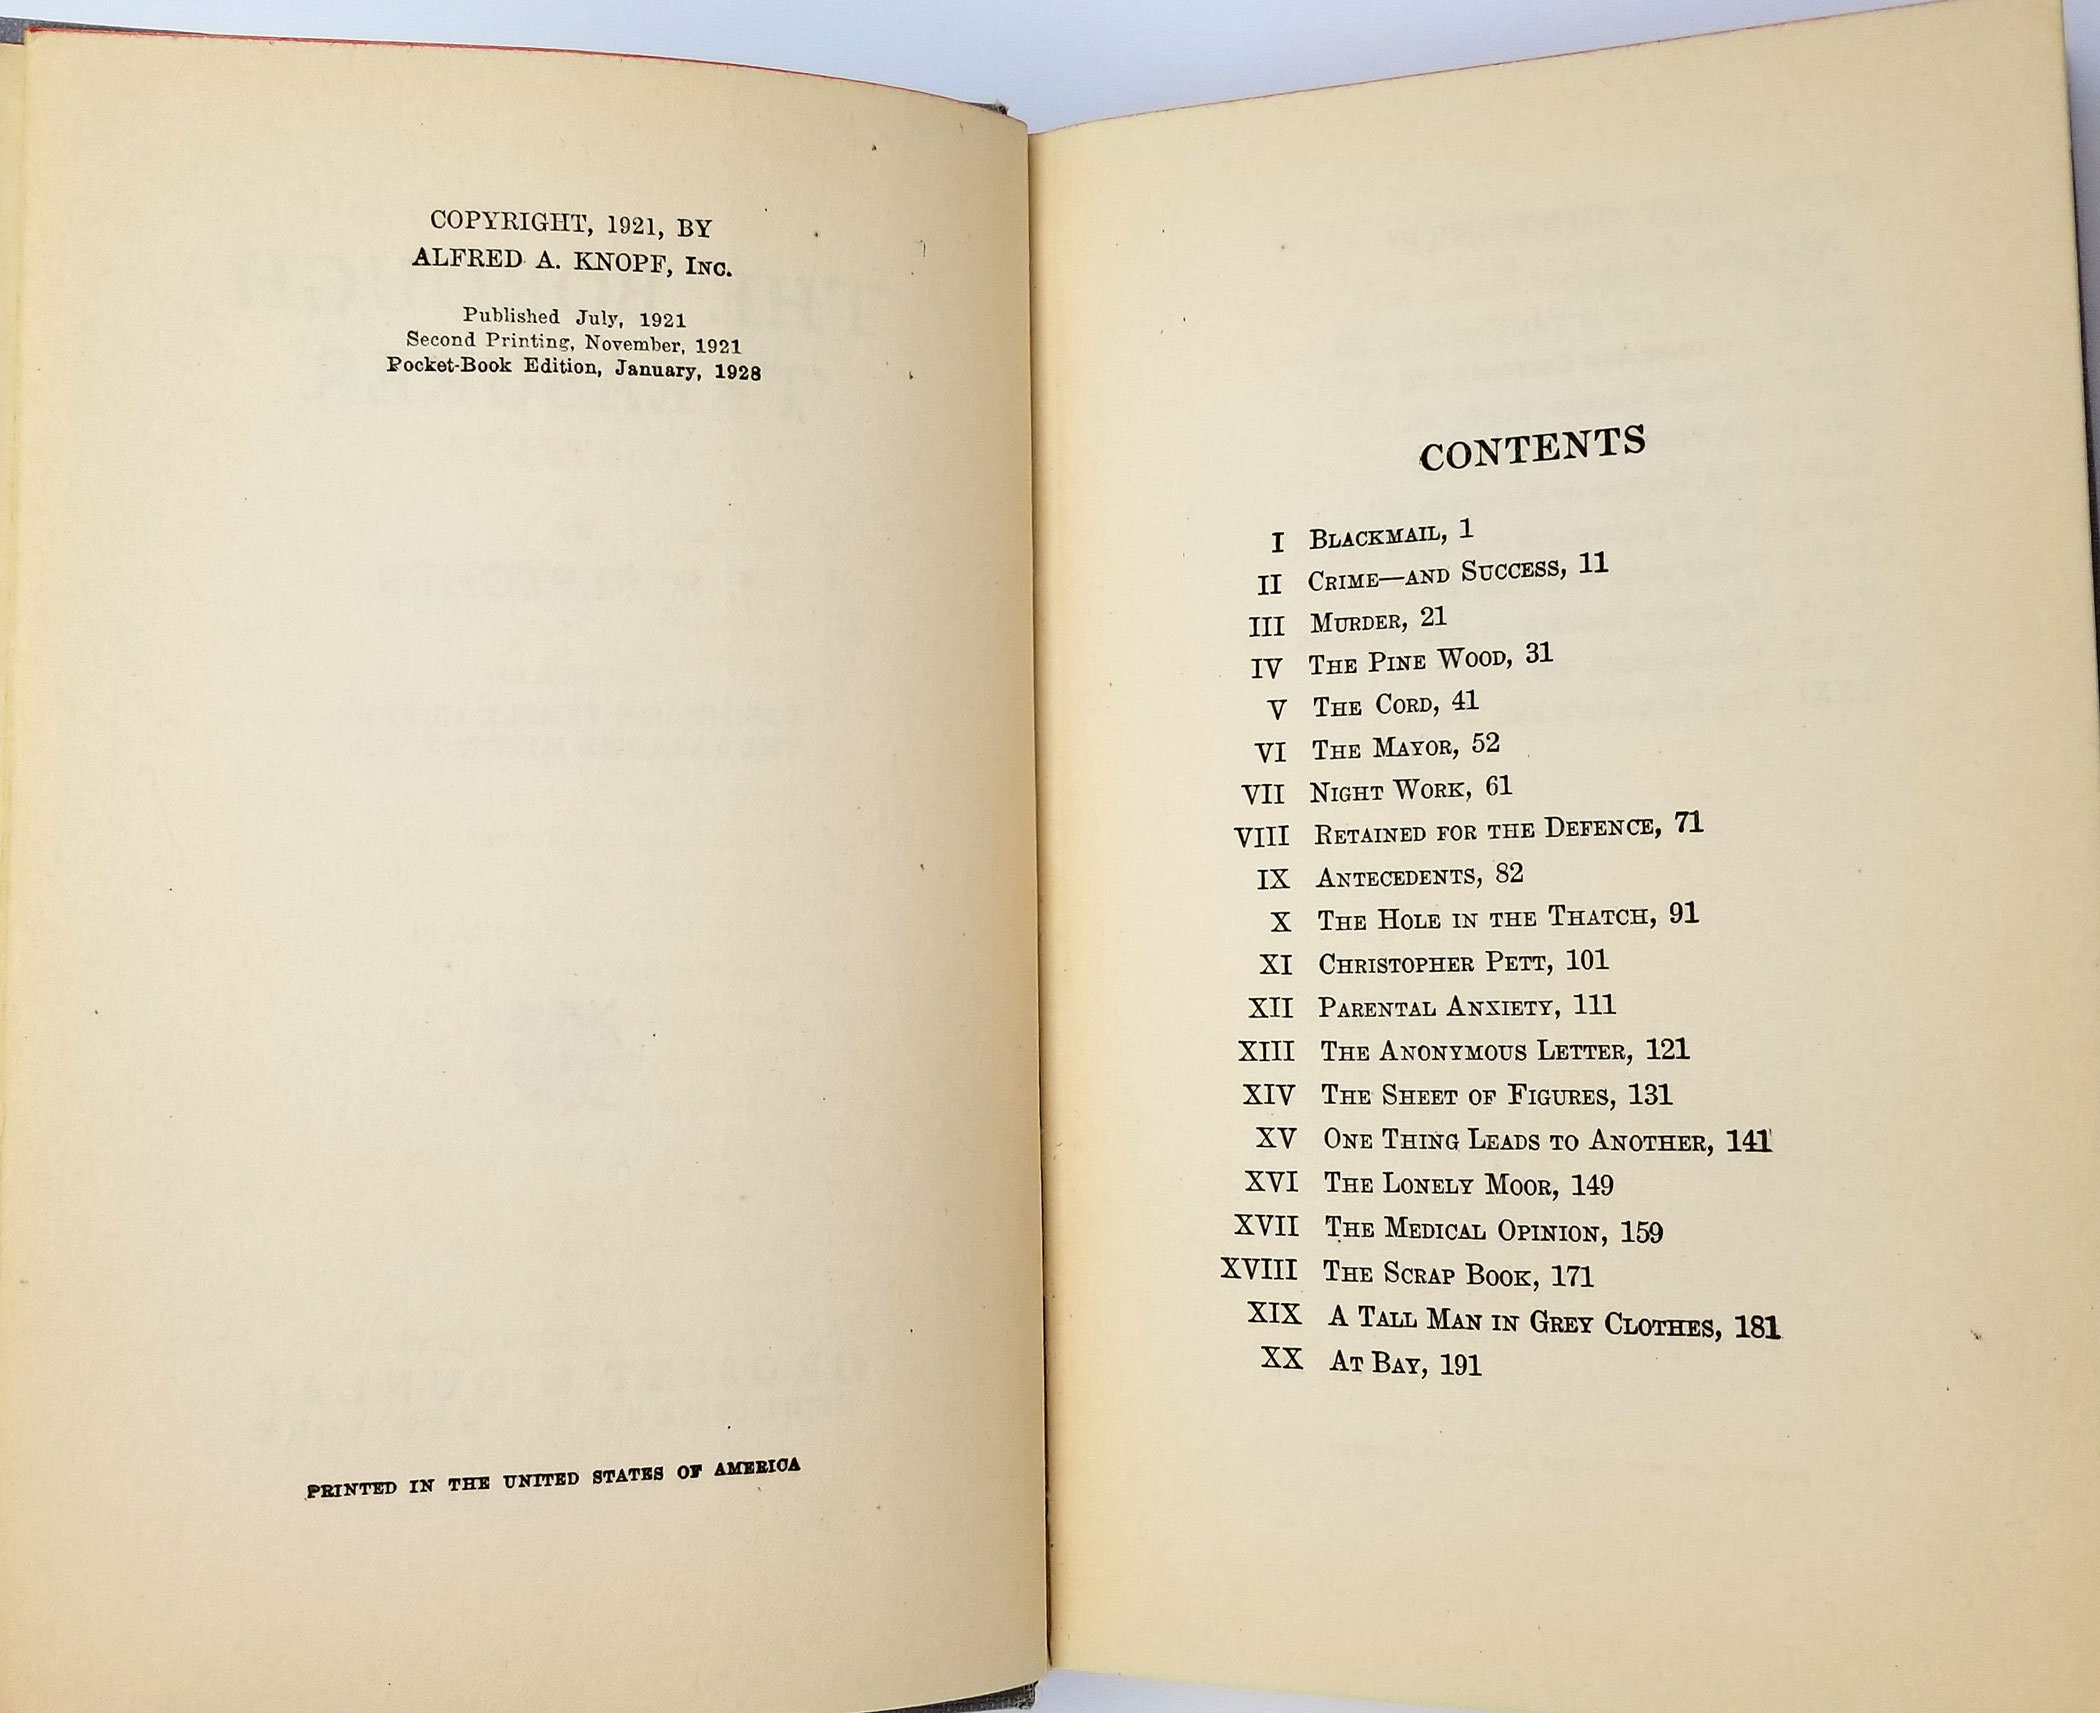 COPYRIGHT, 1921, BY
ALFRED A. KNOPF, INC.
Published July, 1921
Second Printing, November, 1921
Pocket-Book Edition, January, 1928
PRINTED IN THE UNITED STATES OF AMERICA
CONTENTS
I BLACKMAIL, 1
II CRIME—AND SUCCESS, 11
III MURDER, 21
IV THE PINE WOOD, 31
V THE CORD, 41
VI THE MAYOR, 52
VII NIGHT WORK, 61
VIII RETAINED FOR THE DEFENCE, 71
IX ANTECEDENTS, 82
X THE HOLE IN THE THATCH, 91
XI CHRISTOPHER PETT, 101
XII PARENTAL ANXIETY, 111
XIII THE ANONYMOUS LETTER, 121
XIV THE SHEET OF FIGURES, 131
XV ONE THING LEADS TO ANOTHER, 141
XVI THE LONELY MOOR, 149
XVII THE MEDICAL OPINION, 159
XVIII THE SCRAP BOOK, 171
XIX A TALL MAN IN GREY CLOTHES, 181
XX AT BAY, 191